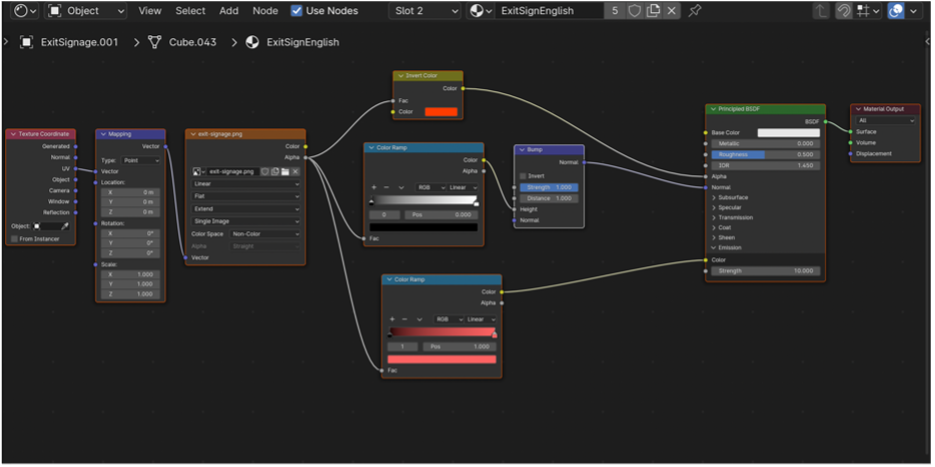 Object View Select Add Node Use Nodes Slot 2 ExitSignEnglish 5
ExitSignage.001 > Cube.043 > ExitSignEnglish
Invert Color
Color
Fac
Color
Texture Coordinate
Generated
Normal
UV
Object
Camera
Window
Reflection
Object:
From Instancer
Mapping
Vector
Type: Point
Vector
Location:
X 0 m
Y 0 m
Z 0 m
Rotation:
X 0°
Y 0°
Z 0°
Scale:
X 1.000
Y 1.000
Z 1.000
exit signage.png
Color
Alpha
exit-signage.png
Linear
Flat
Extend
Single Image
Color Space Non-Color
Alpha Straight
Vector
Color Ramp
Color
Alpha
RGB Linear
0 Pos 0.000
Fac
Bump
Normal
Invert
Strength 1.000
Distance 1.000
Height
Normal
Color Ramp
Color
Alpha
RGB Linear
1 Pos 1.000
Fac
Principled BSDF
BSDF
Base Color
Metallic 0.000
Roughness 0.500
IOR 1.450
Alpha
Normal
Subsurface
Specular
Transmission
Coat
Sheen
Emission
Color
Strength 10.000
Material Output
All
Surface
Volume
Displacement